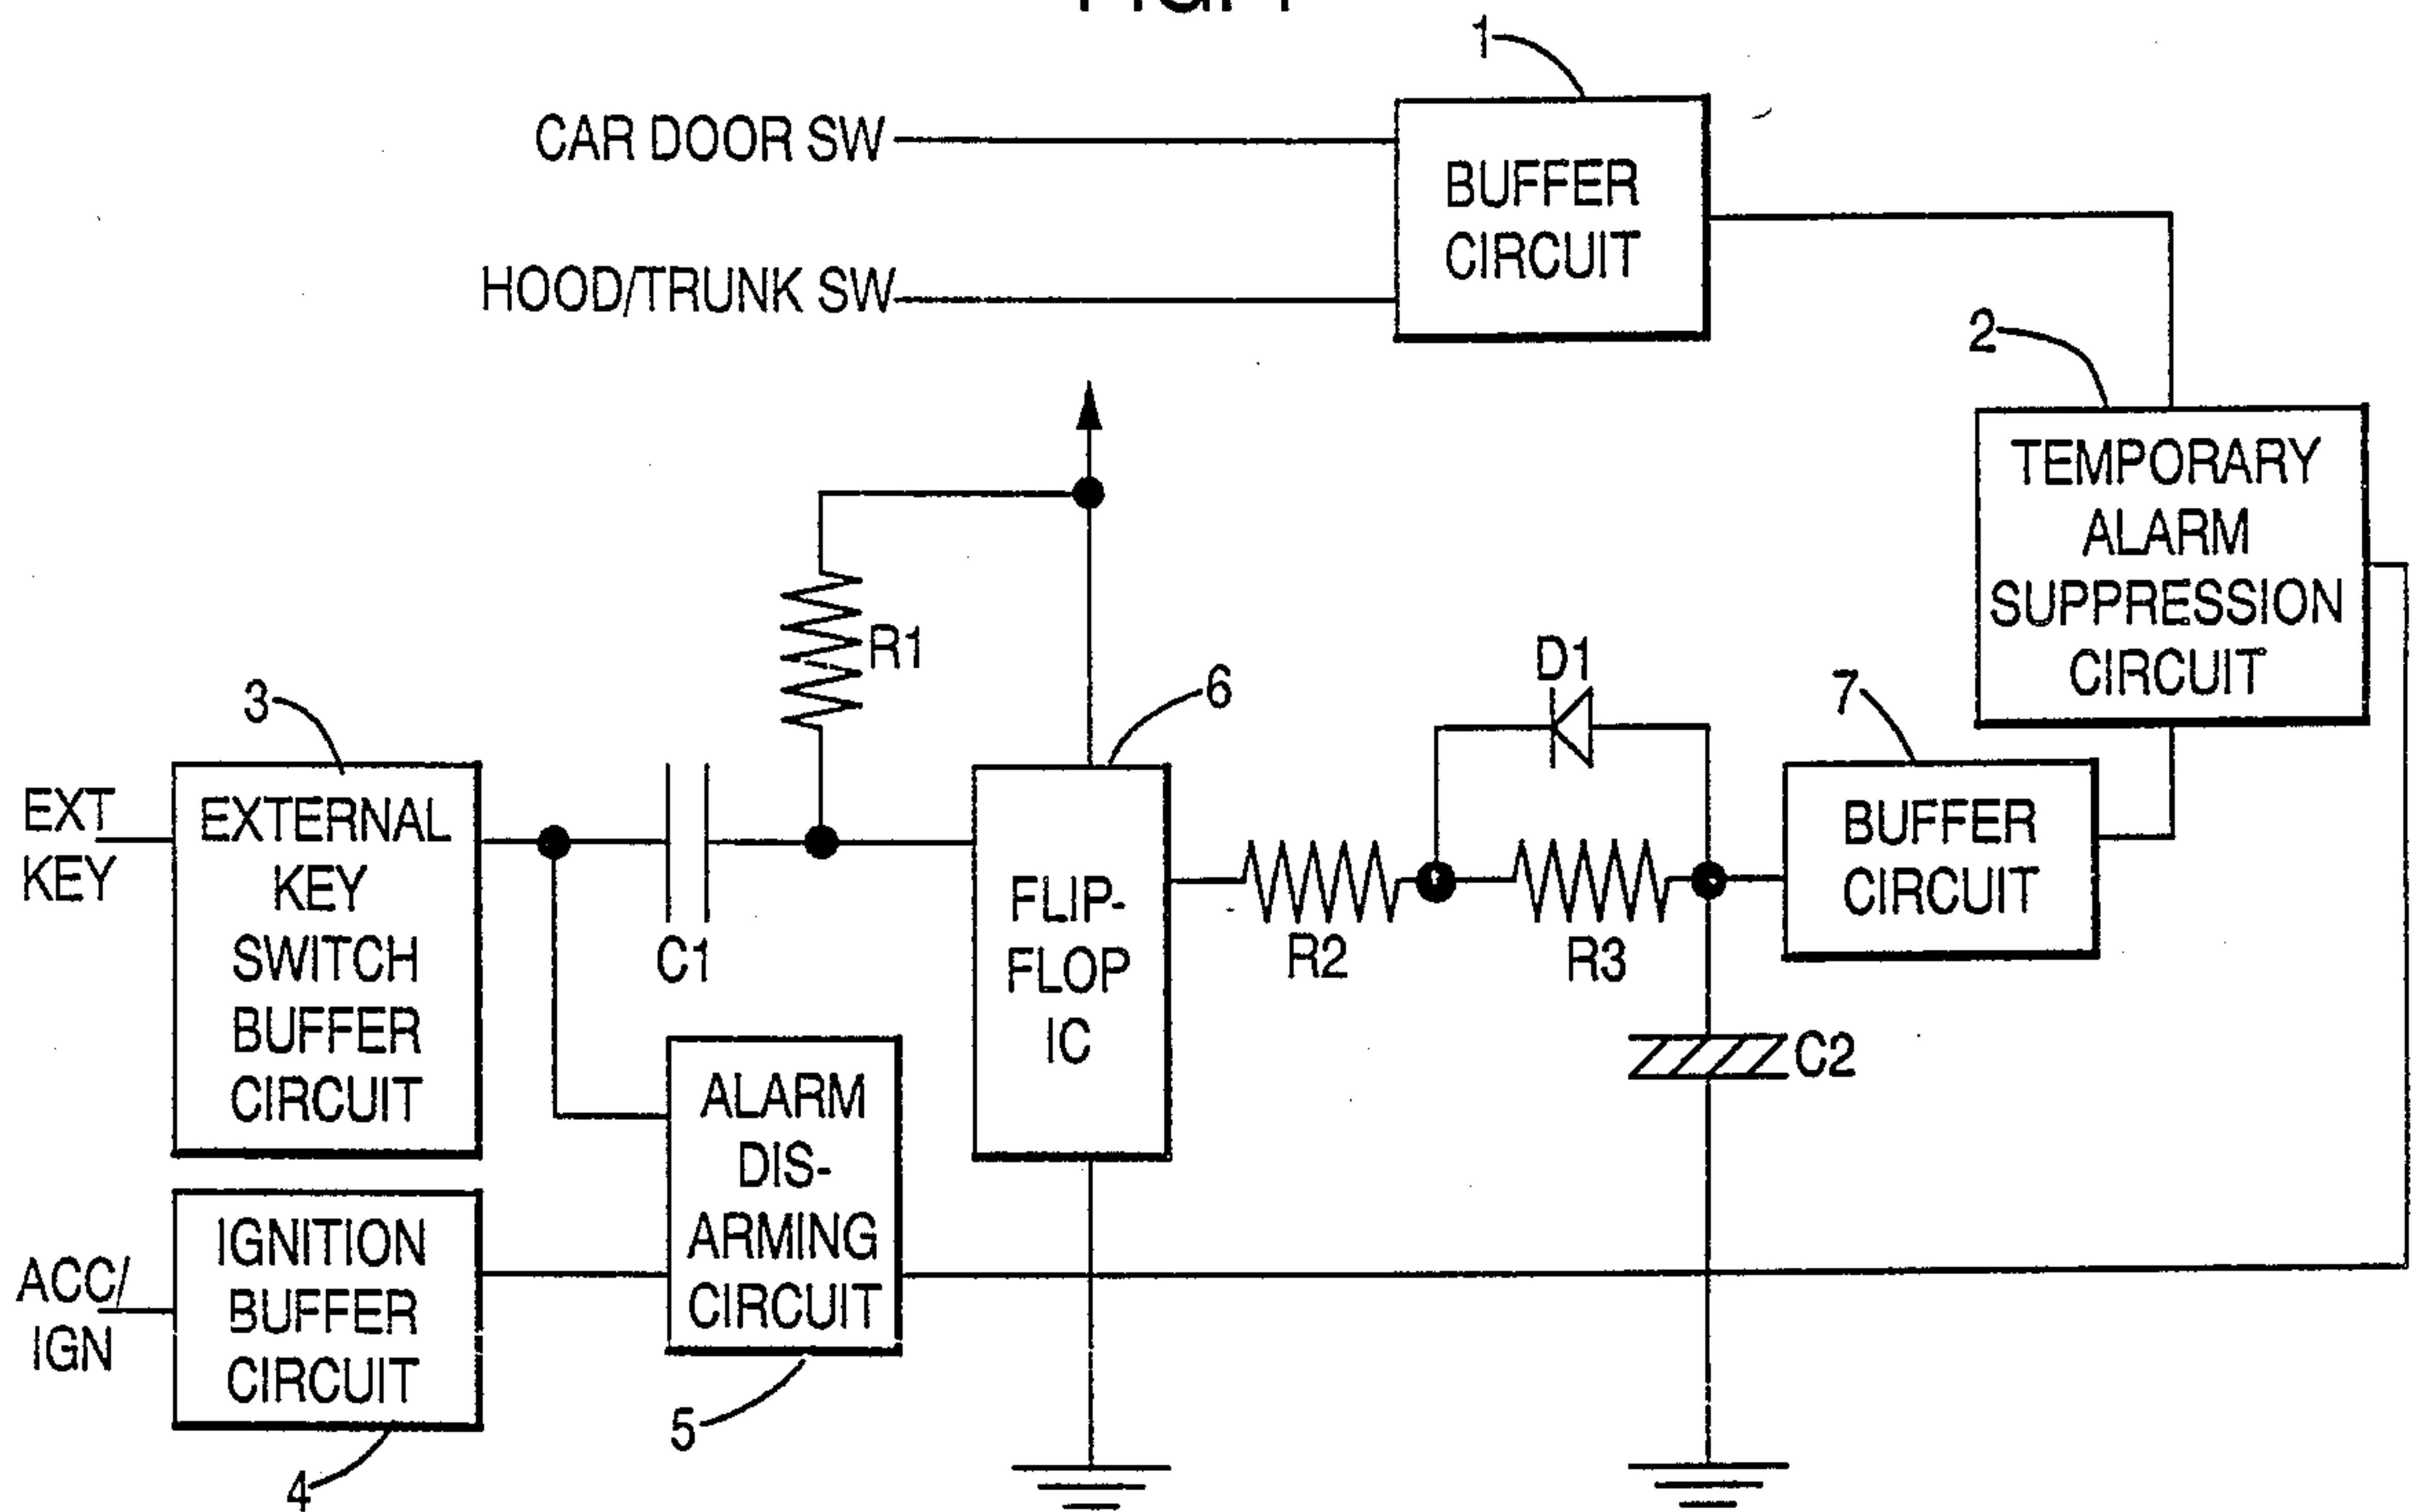 1
CAR DOOR SW
BUFFER
CIRCUIT
HOOD/TRUNK SW
2
TEMPORARY
ALARM
SUPPRESSION
CIRCUIT
R1
D1
6
7
3
EXT
KEY
EXTERNAL
KEY
SWITCH
BUFFER
CIRCUIT
C1
FLIP-
FLOP
IC
R2
R3
BUFFER
CIRCUIT
C2
ALARM
DIS-
ARMING
CIRCUIT
ACC/
IGN
IGNITION
BUFFER
CIRCUIT
5
4